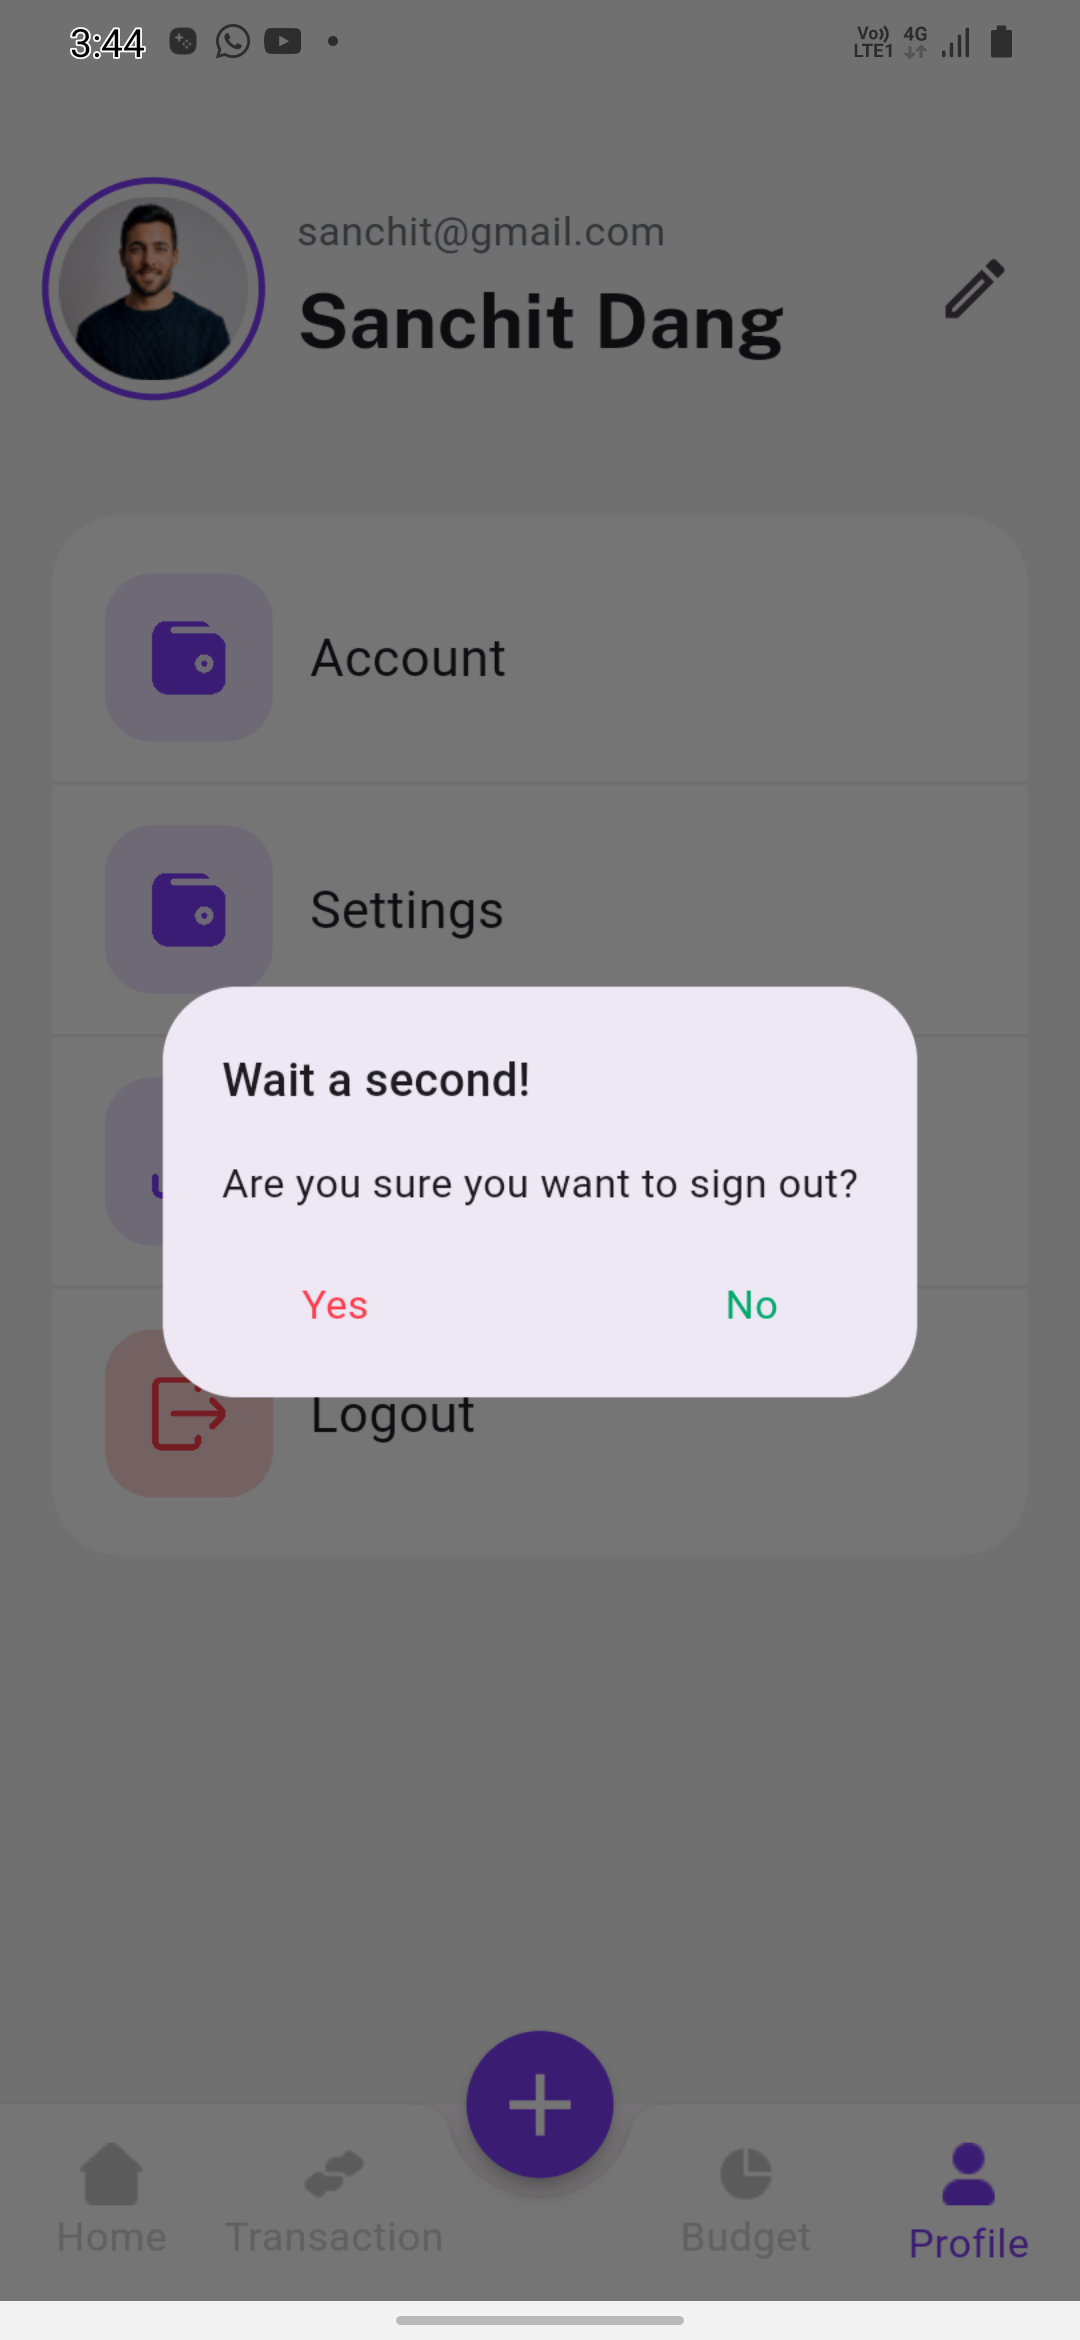 3:44
Vo)) 4G
LTE1
sanchit@gmail.com
Sanchit Dang
Account
Settings
Wait a second!
Are you sure you want to sign out?
Yes No
Logout
Home Transaction Budget Profile